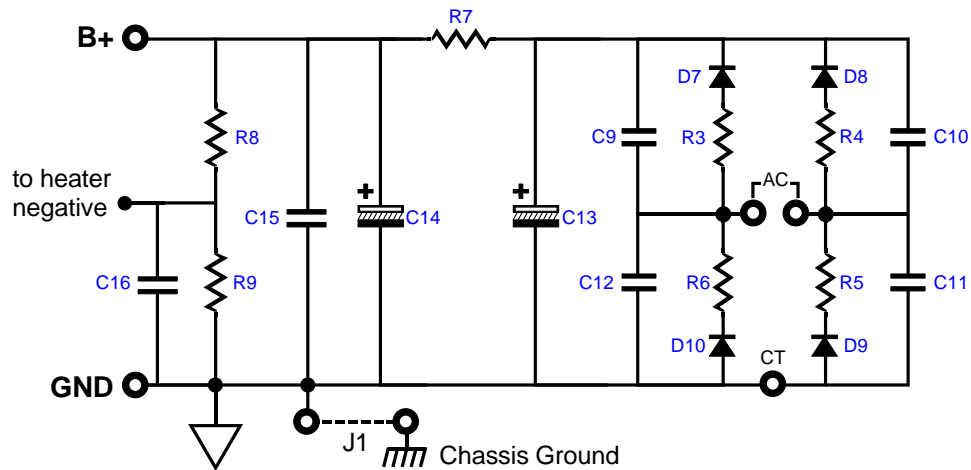 R7
B+
D7
D8
R8
C9
R3
R4
C10
to heater
negative
AC
+
+
C15
C14
C13
C16
R9
C12
R6
R5
C11
D10
CT
D9
GND
J1
Chassis Ground